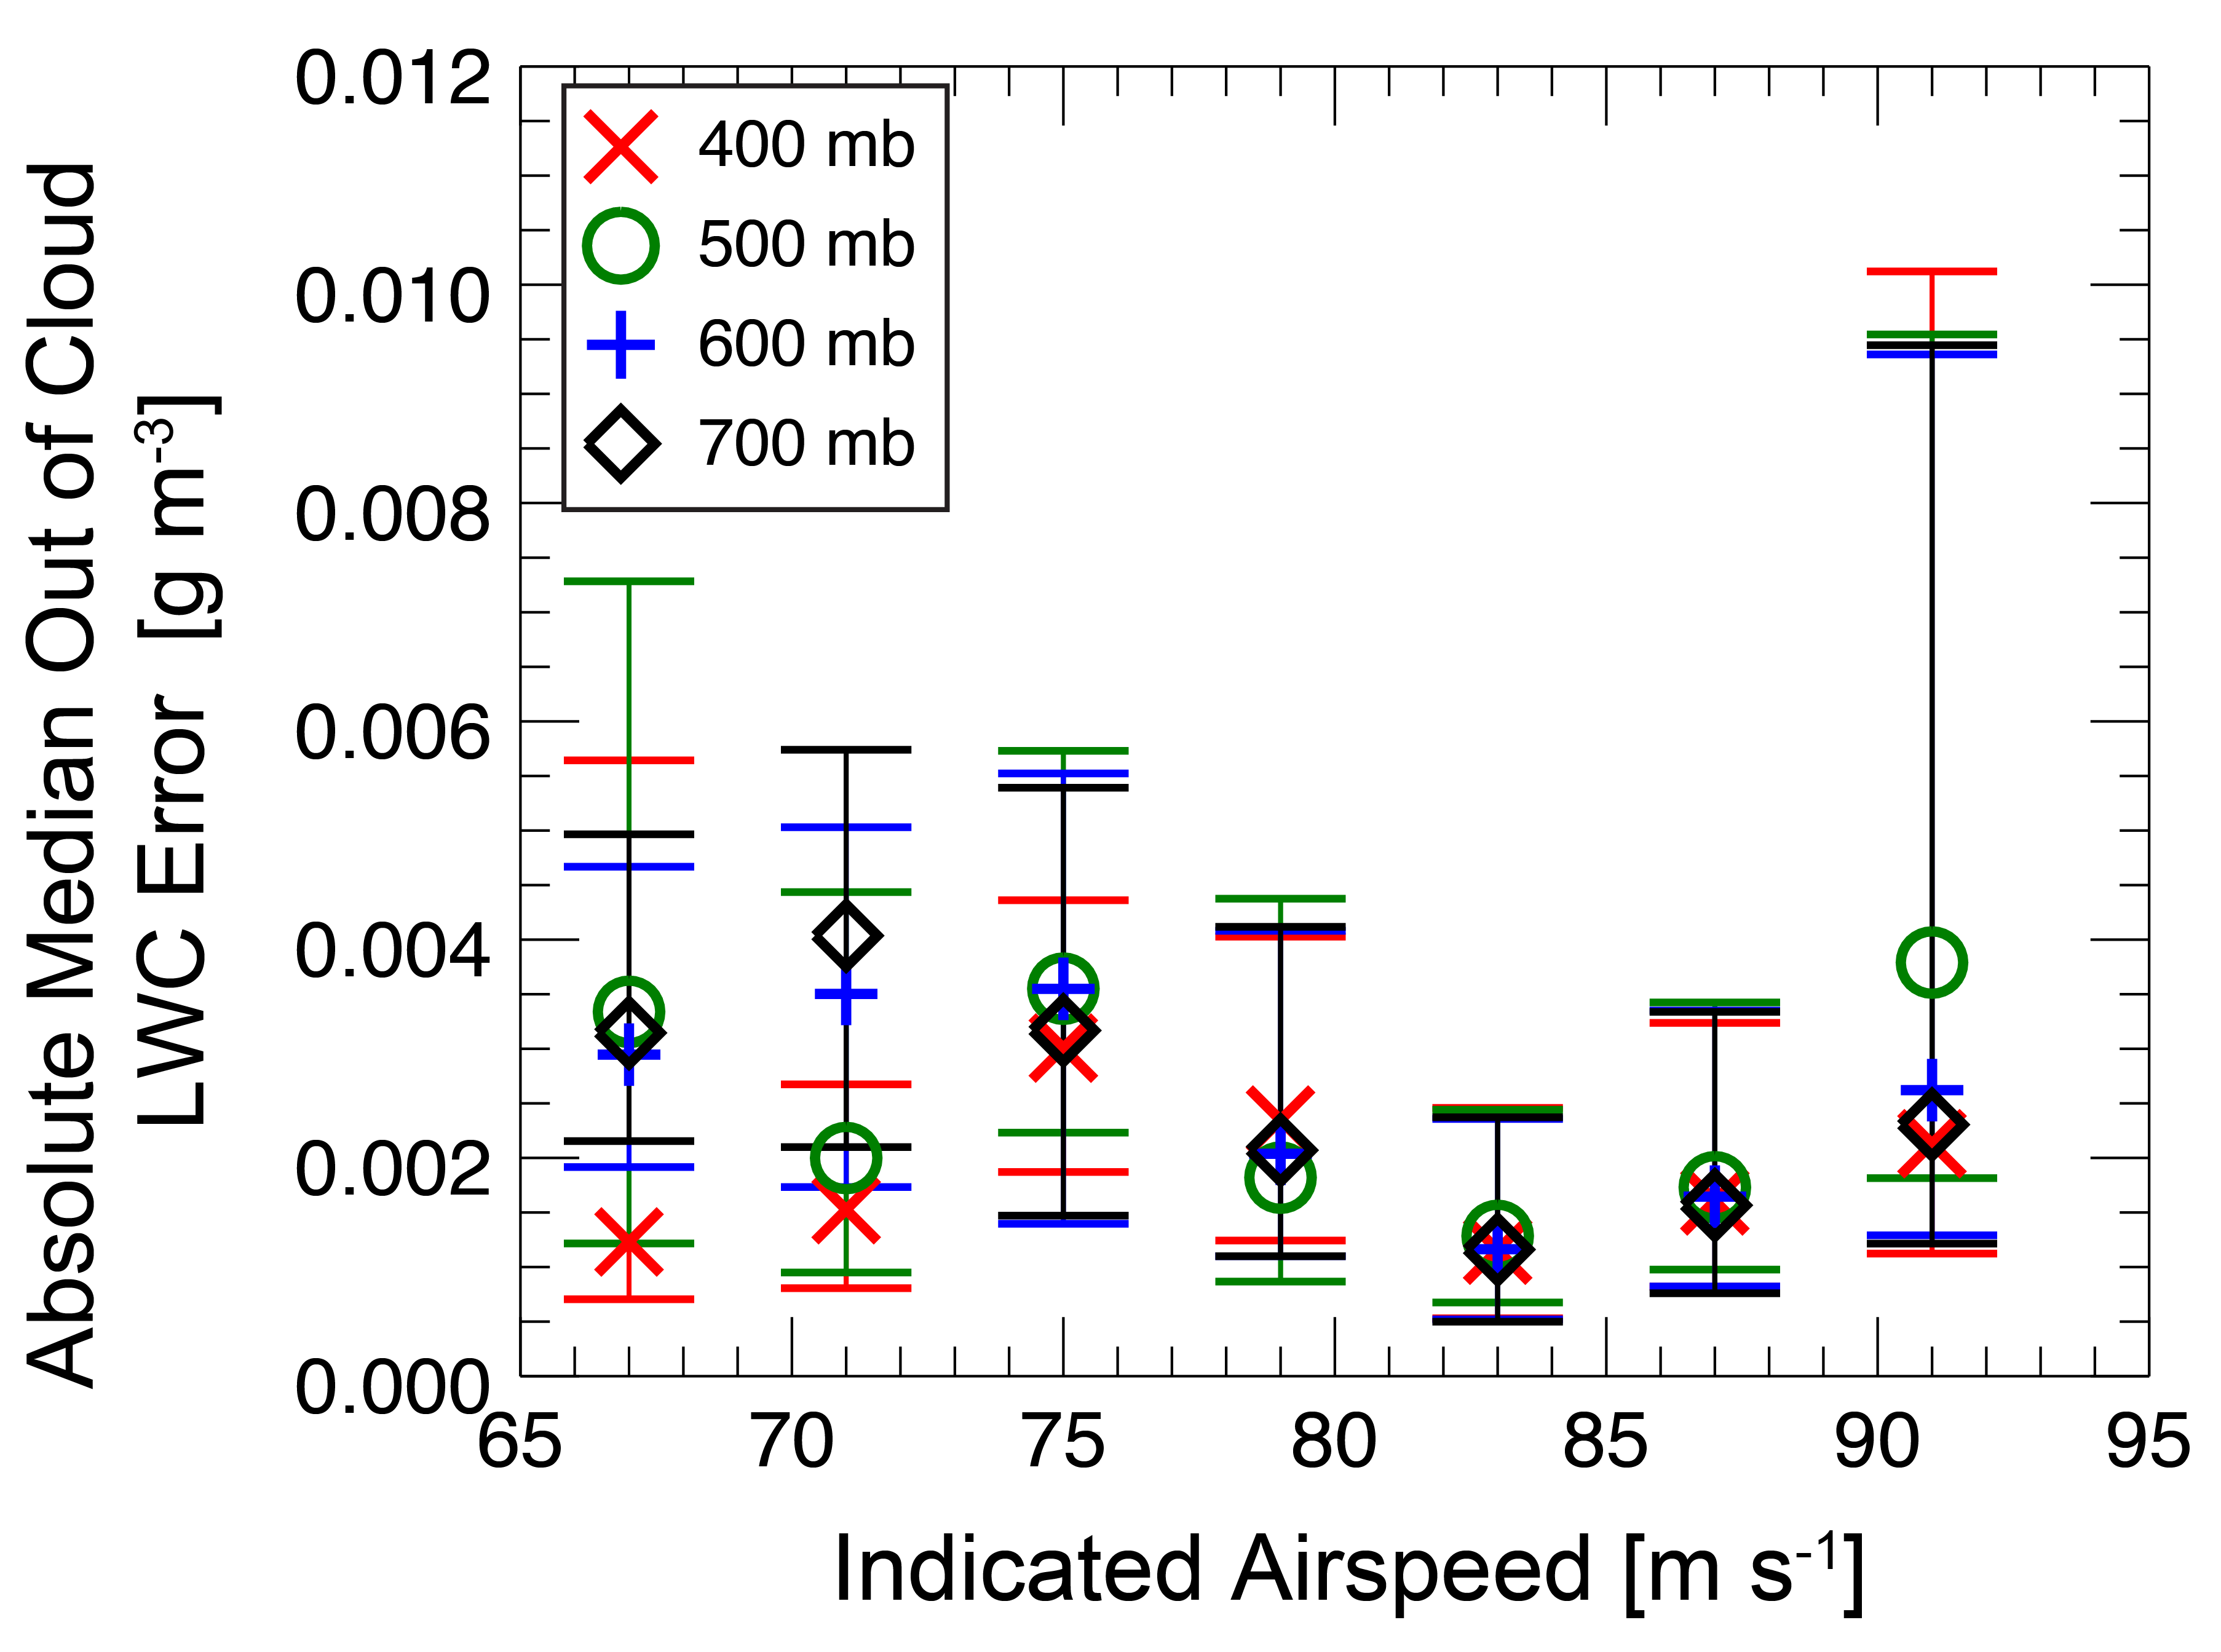 Absolute Median Out of Cloud
LWC Error [g m-3]
0.012
0.010
0.008
0.006
0.004
0.002
0.000
400 mb
500 mb
600 mb
700 mb
65 70 75 80 85 90 95
Indicated Airspeed [m s-1]